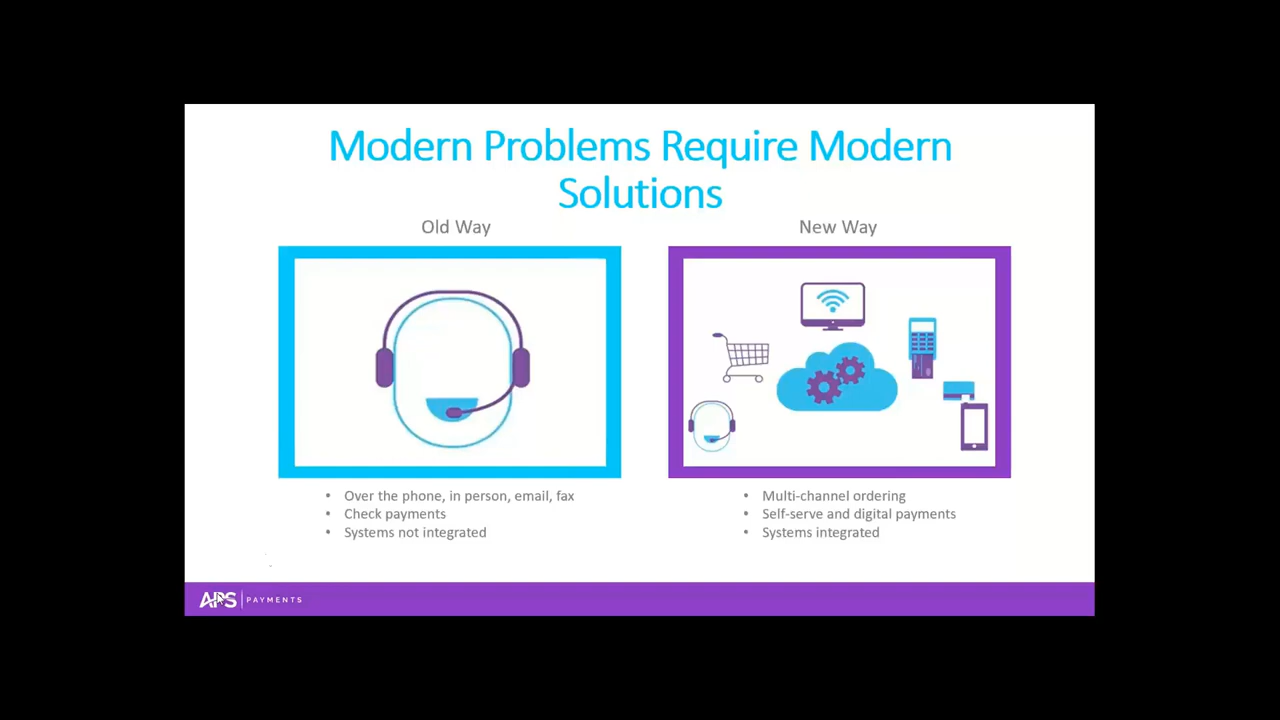 Modern Problems Require Modern
Solutions
Old Way
New Way
• Over the phone, in person, email, fax
• Check payments
• Systems not integrated
• Multi-channel ordering
• Self-serve and digital payments
• Systems integrated
APS | PAYMENTS